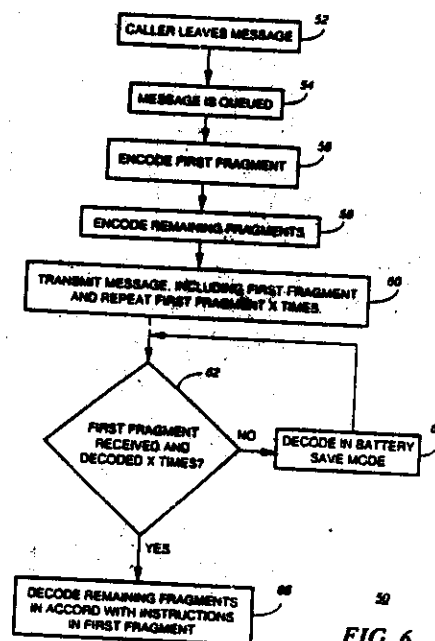 52
CALLER LEAVES MESSAGE
54
MESSAGE IS QUEUED
56
ENCODE FIRST FRAGMENT
58
ENCODE REMAINING FRAGMENTS
60
TRANSMIT MESSAGE, INCLUDING FIRST FRAGMENT
AND REPEAT FIRST FRAGMENT X TIMES.
62
FIRST FRAGMENT
RECEIVED AND
DECODED X TIMES?
NO
DECODE IN BATTERY
SAVE MODE
YES
66
DECODE REMAINING FRAGMENTS
IN ACCORD WITH INSTRUCTIONS
IN FIRST FRAGMENT
50
FIG. 6